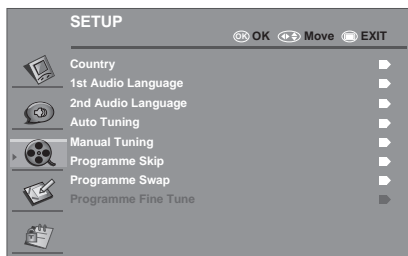 SETUP
OK OK Move EXIT
Country
1st Audio Language
2nd Audio Language
Auto Tuning
Manual Tuning
Programme Skip
Programme Swap
Programme Fine Tune